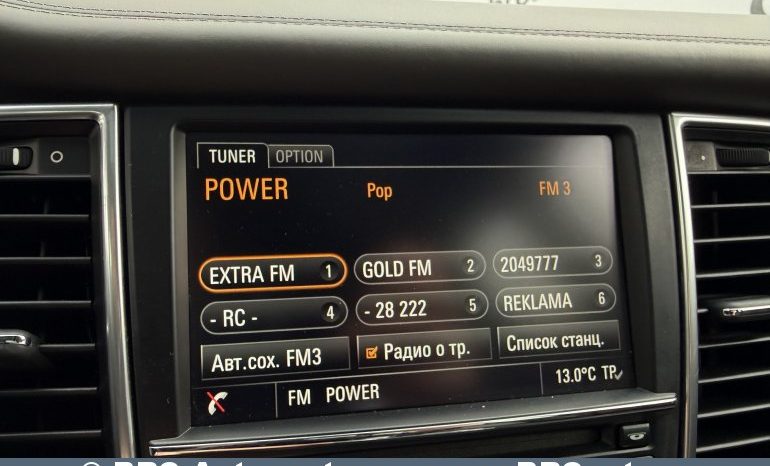 TUNER OPTION
POWER Pop FM 3
EXTRA FM 1 GOLD FM 2 2049777 3
- RC - 4 - 28 222 5 REKLAMA 6
Авт.сох. FM3 Радио о тр. Список станц.
FM POWER 13.0°C TP